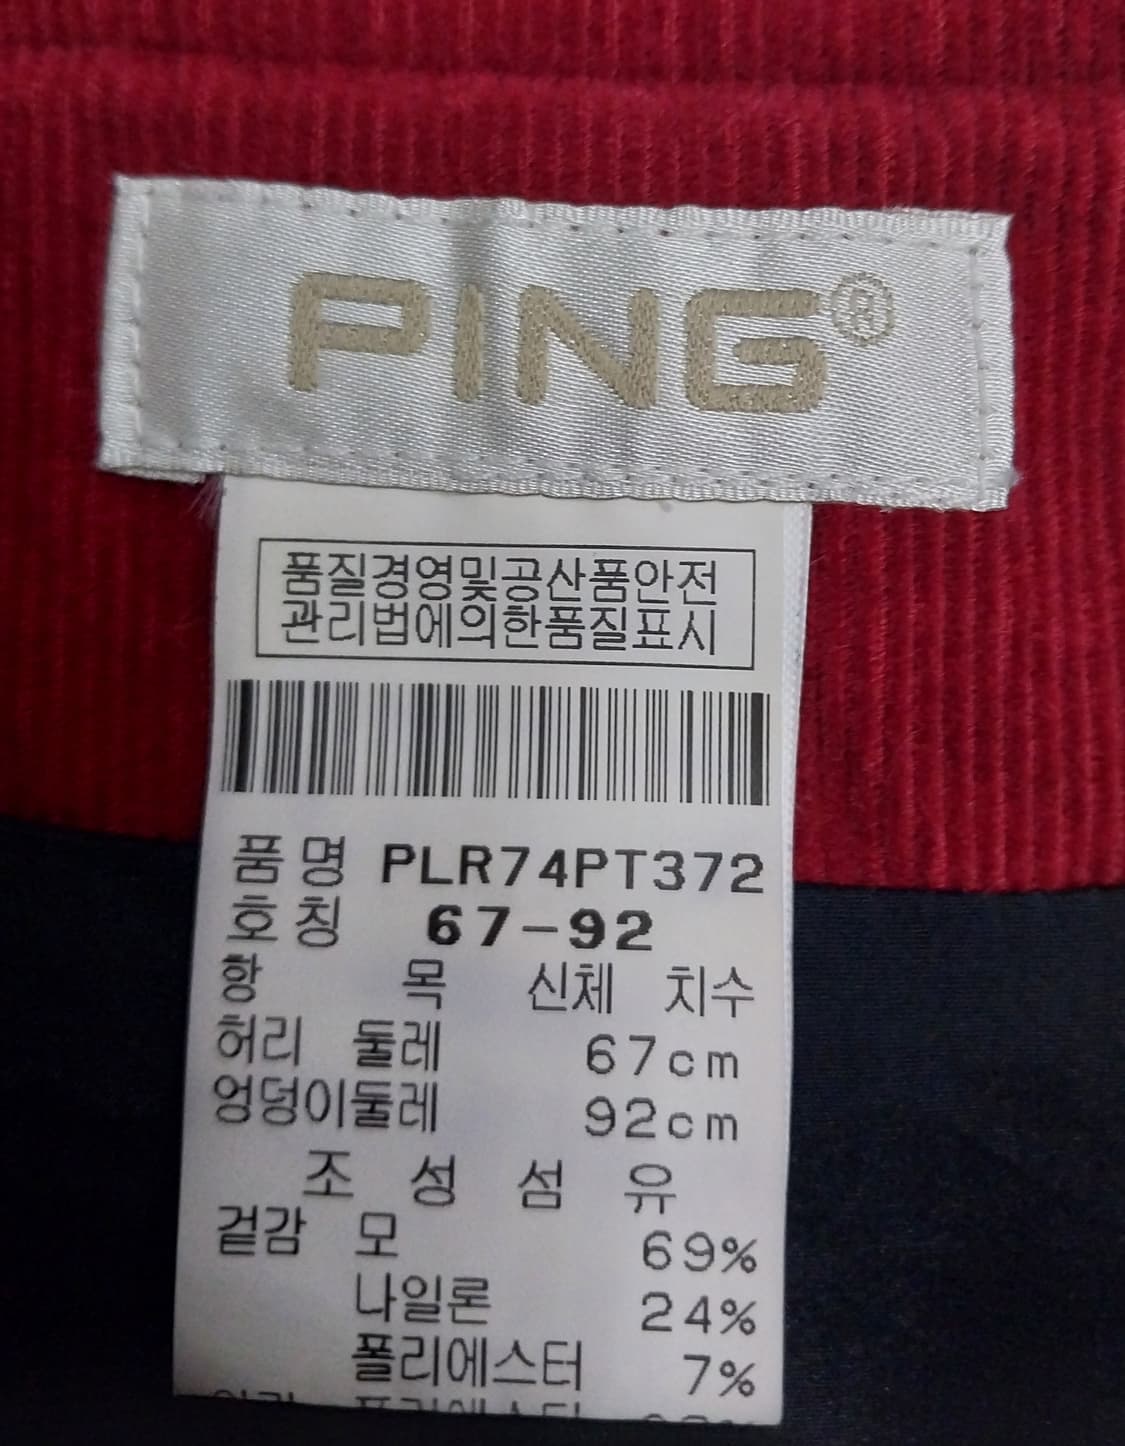 PING®
품질경영및공산품안전
관리법에의한품질표시
품 명 PLR74PT372
호 칭 67-92
항 목 신체 치수
허리 둘레 67cm
엉덩이둘레 92cm
조 성 섬 유
겉감 모 69%
나일론 24%
폴리에스터 7%